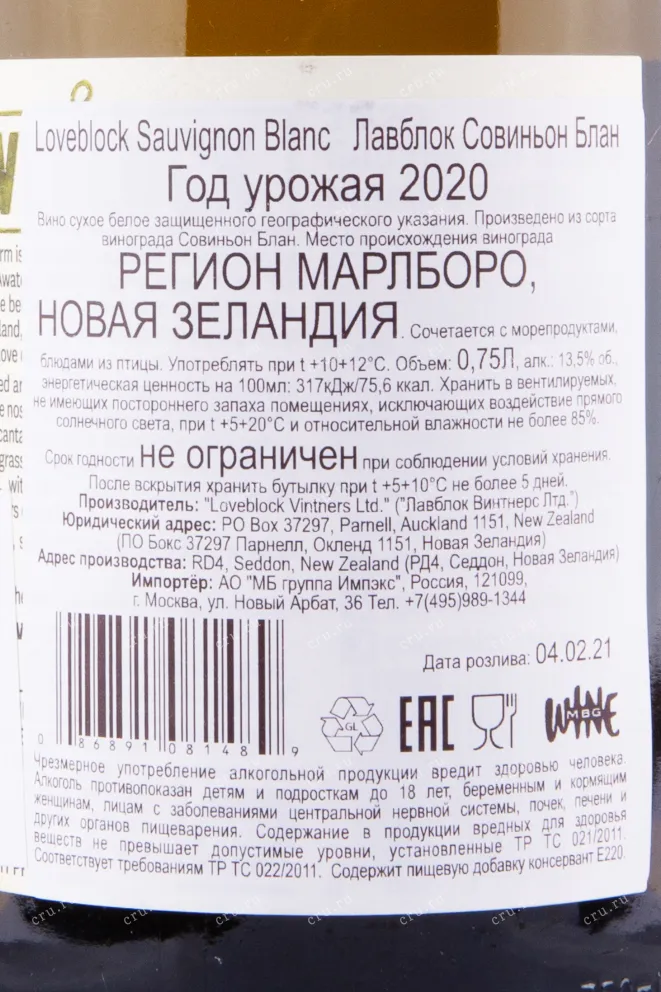 Loveblock Sauvignon Blanc Лавблок Совиньон Блан
Год урожая 2020
Вино сухое белое защищенного географического указания. Произведено из сорта
винограда Совиньон Блан. Место происхождения винограда
РЕГИОН МАРЛБОРО,
НОВАЯ ЗЕЛАНДИЯ. Сочетается с морепродуктами,
блюдами из птицы. Употреблять при t +10+12°С. Объем: 0,75Л, алк.: 13,5% об.,
энергетическая ценность на 100мл: 317кДж/75,6 ккал. Хранить в вентилируемых,
не имеющих постороннего запаха помещениях, исключающих воздействие прямого
солнечного света, при t +5+20°С и относительной влажности не более 85%.
Срок годности не ограничен при соблюдении условий хранения.
После вскрытия хранить бутылку при t +5+10°С не более 5 дней.
Производитель: "Loveblock Vintners Ltd." ("Лавблок Винтнерс Лтд.")
Юридический адрес: PO Box 37297, Parnell, Auckland 1151, New Zealand
(ПО Бокс 37297 Парнелл, Окленд 1151, Новая Зеландия)
Адрес производства: RD4, Seddon, New Zealand (РД4, Седдон, Новая Зеландия)
Импортёр: АО "МБ группа Импэкс", Россия, 121099,
г. Москва, ул. Новый Арбат, 36 Тел. +7(495)989-1344
Дата розлива: 04.02.21
GL EAC WINE MBG
0 86891 08148 9
Чрезмерное употребление алкогольной продукции вредит здоровью человека.
Алкоголь противопоказан детям и подросткам до 18 лет, беременным и кормящим
женщинам, лицам с заболеваниями центральной нервной системы, почек, печени и
других органов пищеварения. Содержание в продукции вредных для здоровья
веществ не превышает допустимые уровни, установленные ТР ТС 021/2011.
Соответствует требованиям ТР ТС 022/2011. Содержит пищевую добавку консервант Е220.
cru.ru